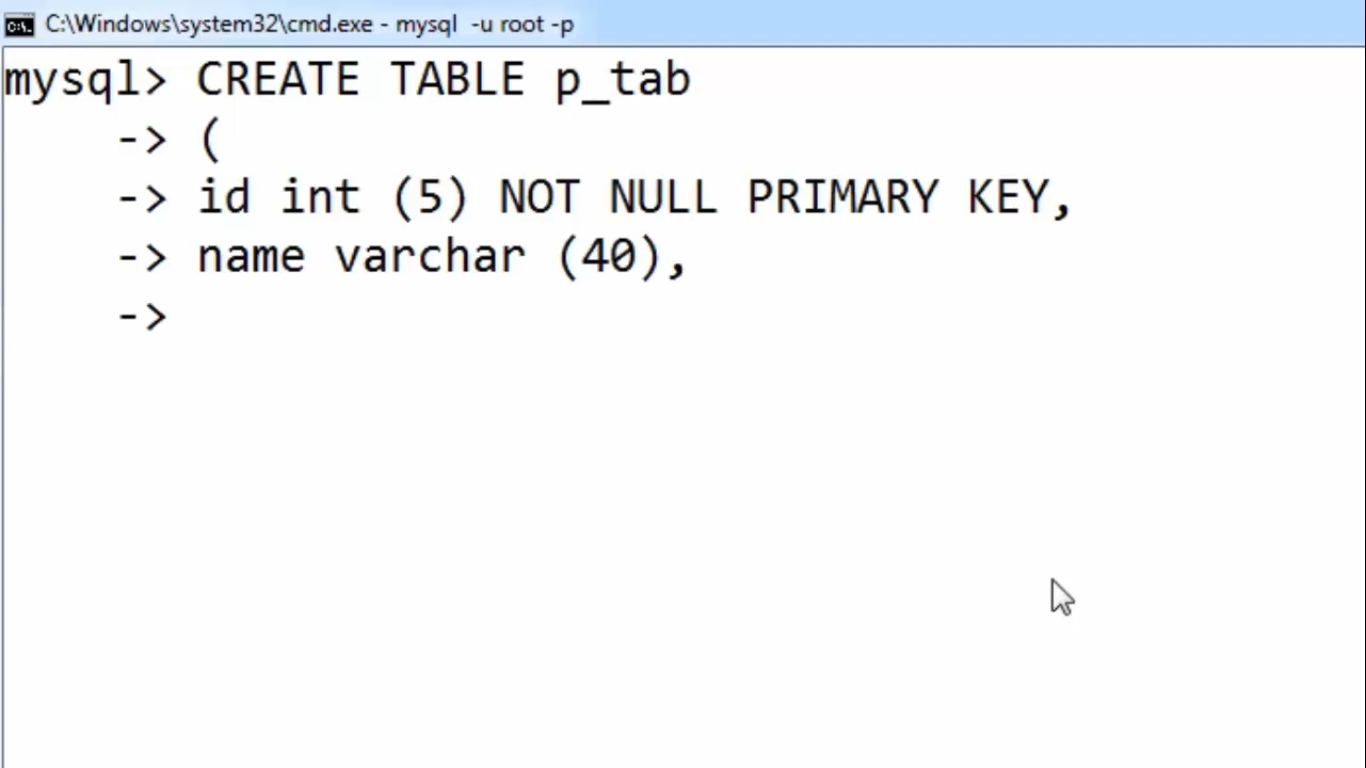 C:\Windows\system32\cmd.exe - mysql  -u root -p
mysql> CREATE TABLE p_tab
    -> (
    -> id int (5) NOT NULL PRIMARY KEY,
    -> name varchar (40),
    ->